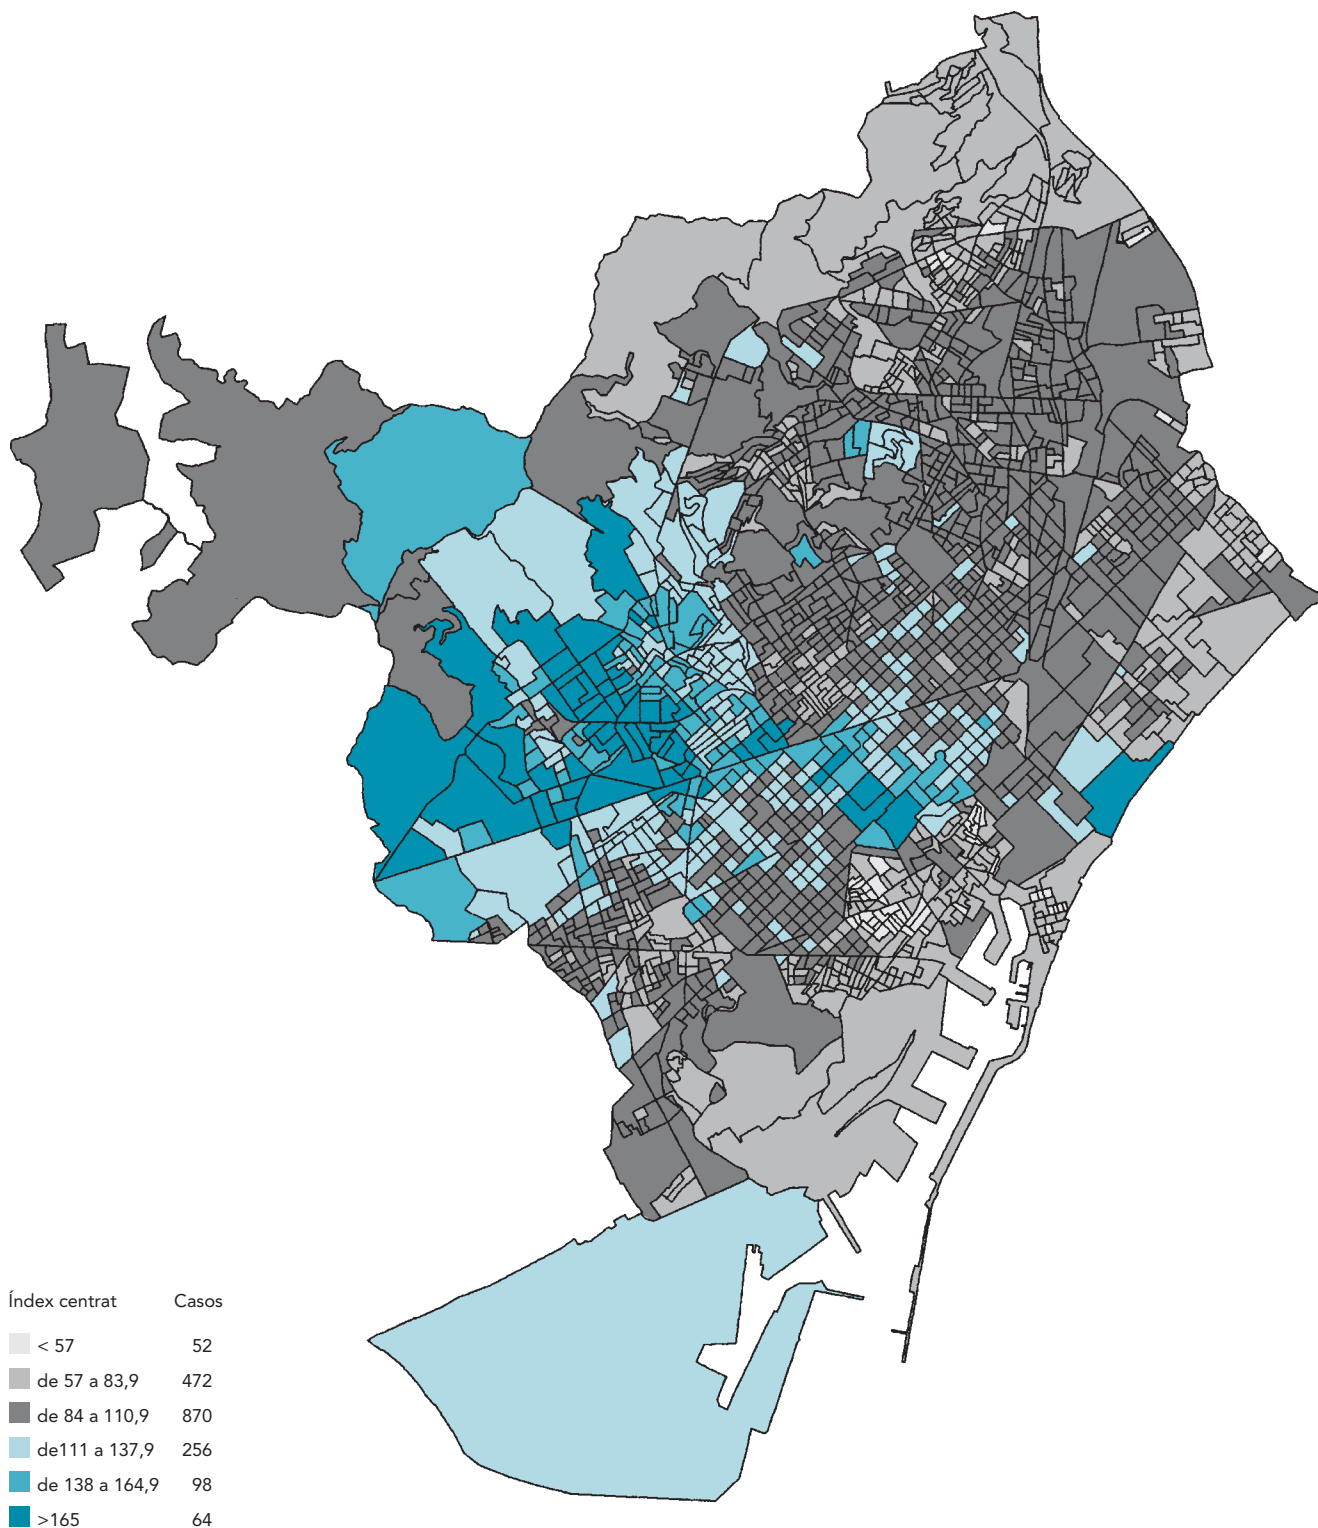 Índex centrat Casos
< 57 52
de 57 a 83,9 472
de 84 a 110,9 870
de111 a 137,9 256
de 138 a 164,9 98
>165 64